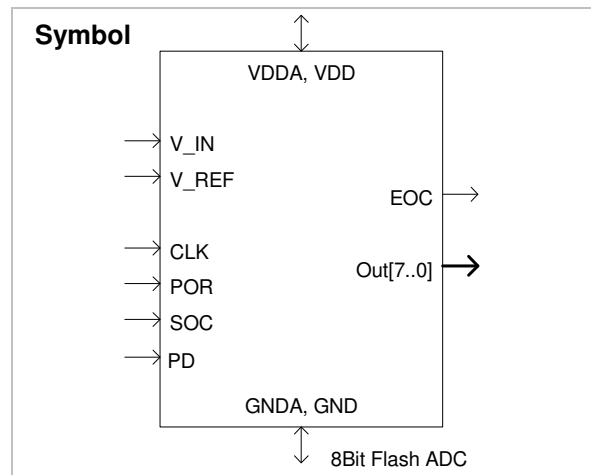 Symbol
VDDA, VDD
V_IN
V_REF
EOC
CLK
Out[7..0]
POR
SOC
PD
GNDA, GND
8Bit Flash ADC